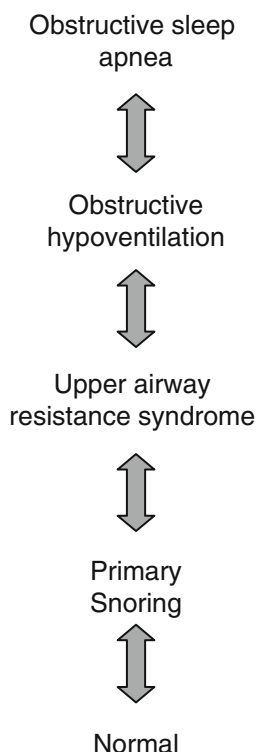 Obstructive sleep
apnea
Obstructive
hypoventilation
Upper airway
resistance syndrome
Primary
Snoring
Normal